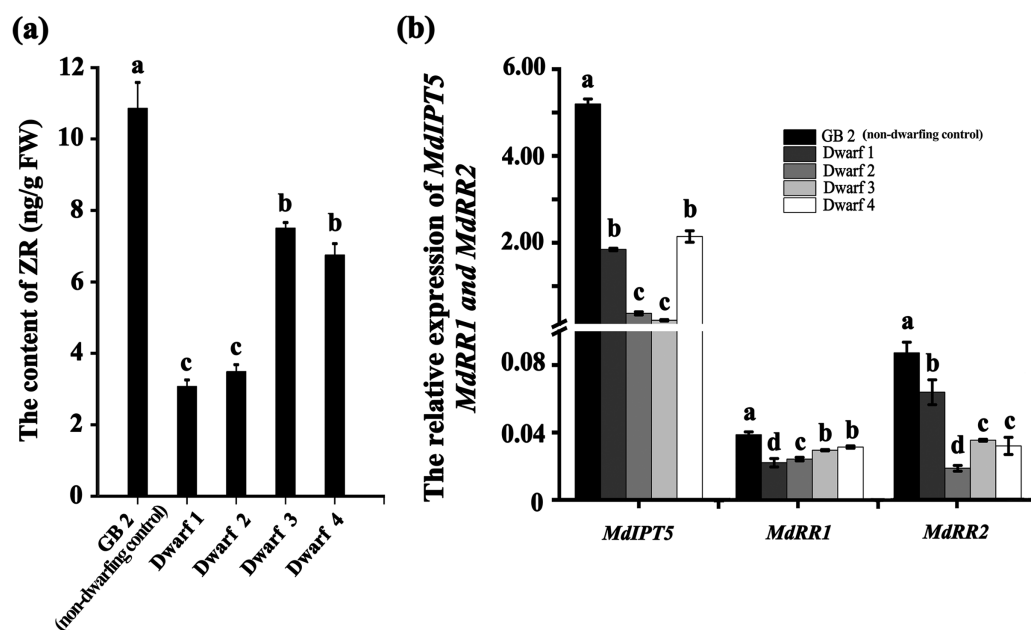 (a)
The content of ZR (ng/g FW)
12
10
8
6
4
2
0
a
c
c
b
b
GB 2
(non-dwarfing control)
Dwarf 1
Dwarf 2
Dwarf 3
Dwarf 4
(b)
The relative expression of MdIPT5
MdRR1 and MdRR2
6.00
5.00
2.00
0.08
0.04
0
a
b
c
c
b
a
d
c
b
b
a
b
d
c
c
GB 2 (non-dwarfing control)
Dwarf 1
Dwarf 2
Dwarf 3
Dwarf 4
MdIPT5
MdRR1
MdRR2